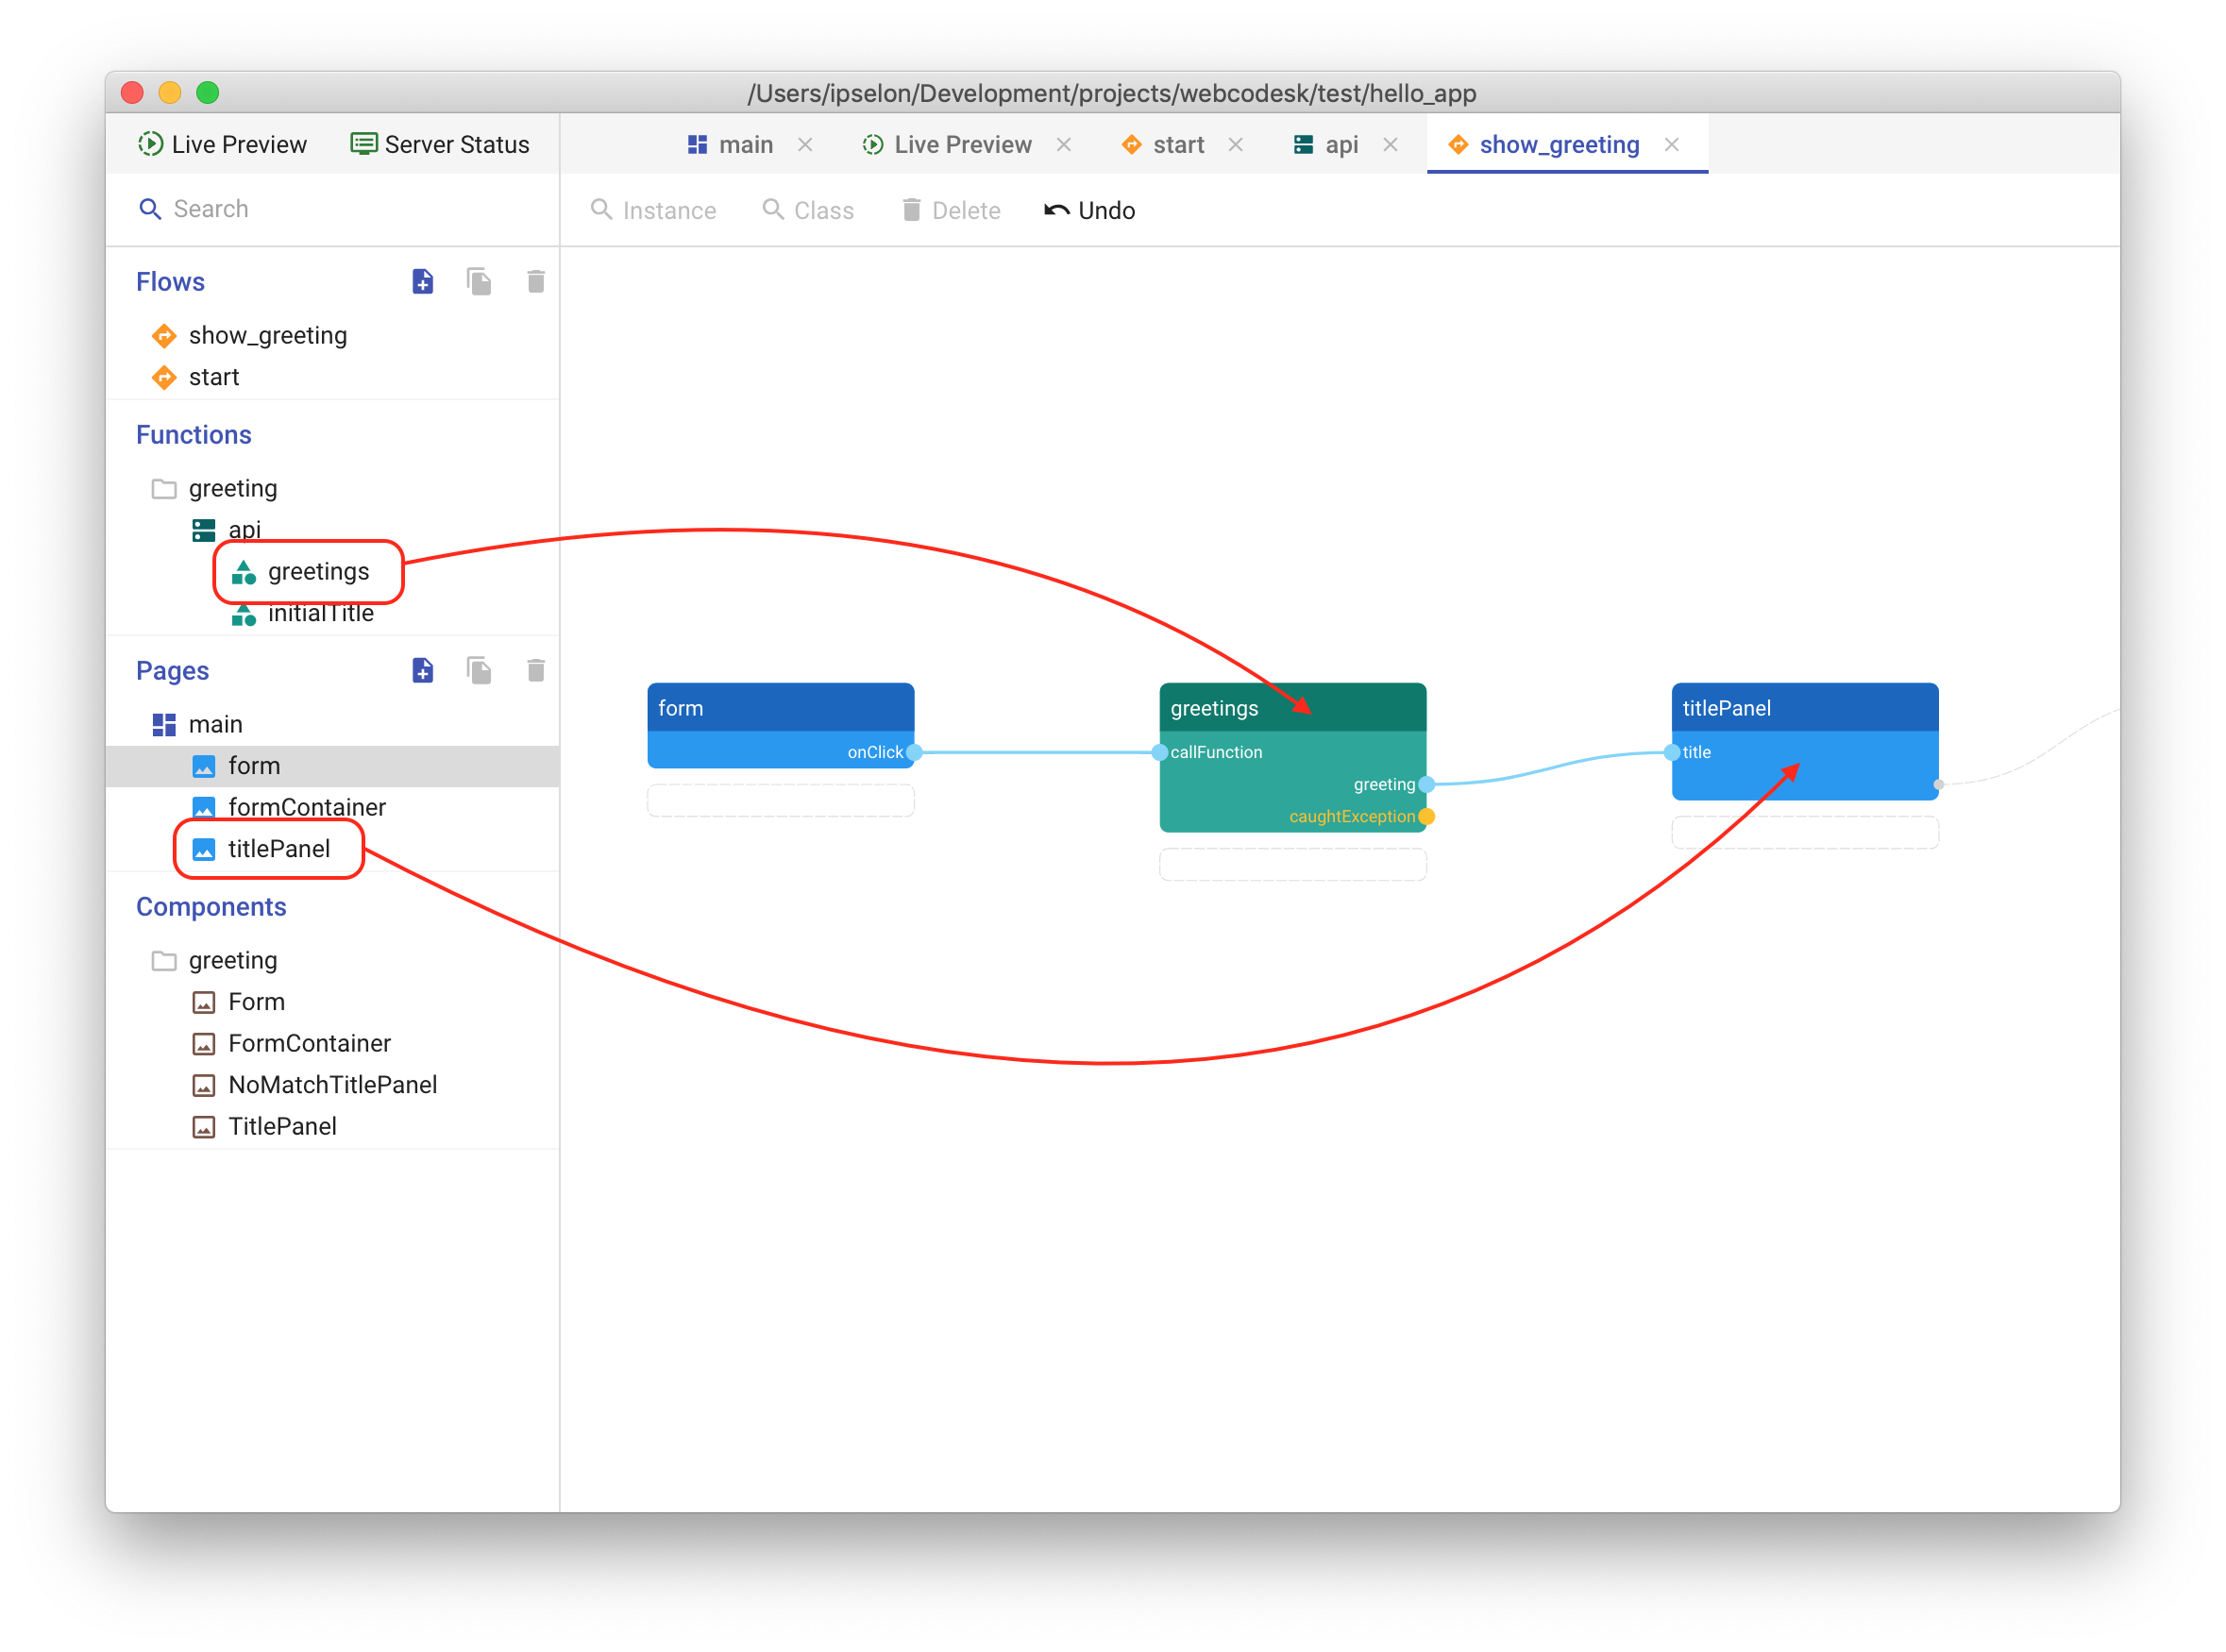 /Users/ipselon/Development/projects/webcodesk/test/hello_app
Live Preview Server Status main Live Preview start api show_greeting
Search Instance Class Delete Undo
Flows
show_greeting
start
Functions
greeting
api
greetings
initialTitle
Pages
main
form
formContainer
titlePanel
Components
greeting
Form
FormContainer
NoMatchTitlePanel
TitlePanel
form
onClick
greetings
callFunction
greeting
caughtException
titlePanel
title